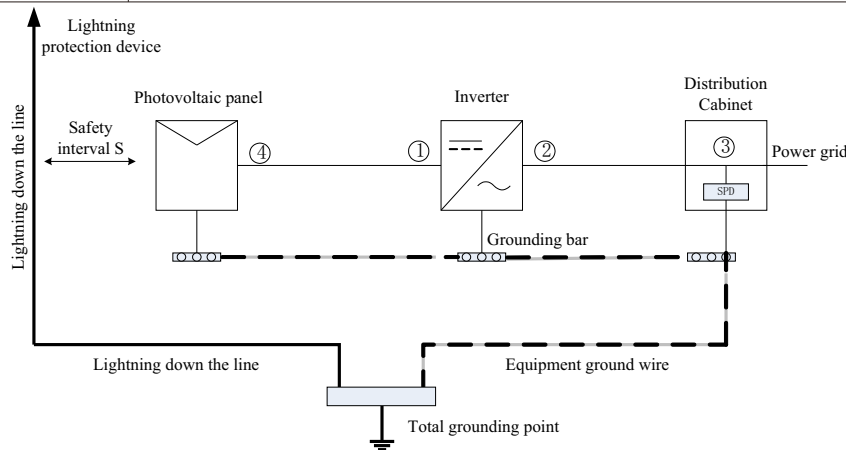 Lightning
protection device
Lightning down the line
Safety
interval S
Photovoltaic panel
④
①
Inverter
②
Distribution
Cabinet
③
Power grid
SPD
Grounding bar
Lightning down the line
Equipment ground wire
Total grounding point